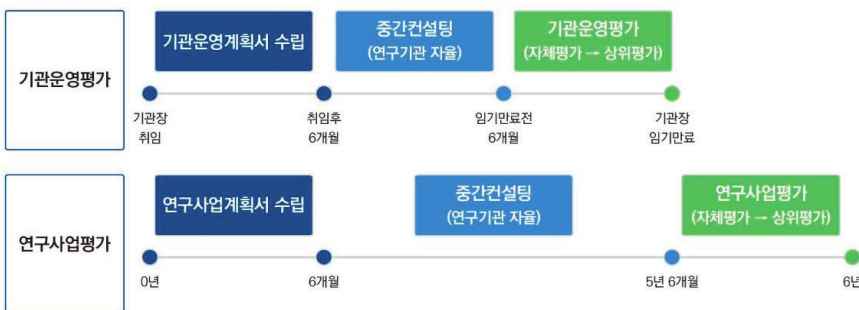 기관운영평가
기관운영계획서 수립
중간컨설팅
(연구기관 자율)
기관운영평가
(자체평가 → 상위평가)
기관장
취임
취임후
6개월
임기만료전
6개월
기관장
임기만료
연구사업평가
연구사업계획서 수립
중간컨설팅
(연구기관 자율)
연구사업평가
(자체평가 → 상위평가)
0년
6개월
5년 6개월
6년